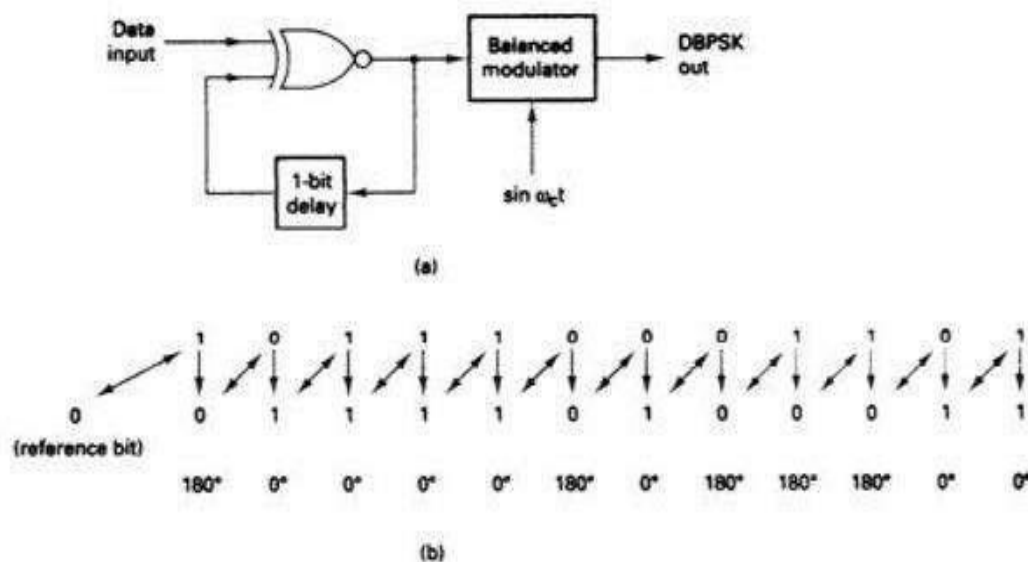 Data
input
Balanced
modulator
DBPSK
out
1-bit
delay
sin ω_c t
(a)
1 0 1 1 1 0 0 0 1 1 0 1
0 0 1 1 1 1 0 1 0 0 0 1 1
(reference bit)
180° 0° 0° 0° 0° 180° 0° 180° 180° 180° 0° 0°
(b)